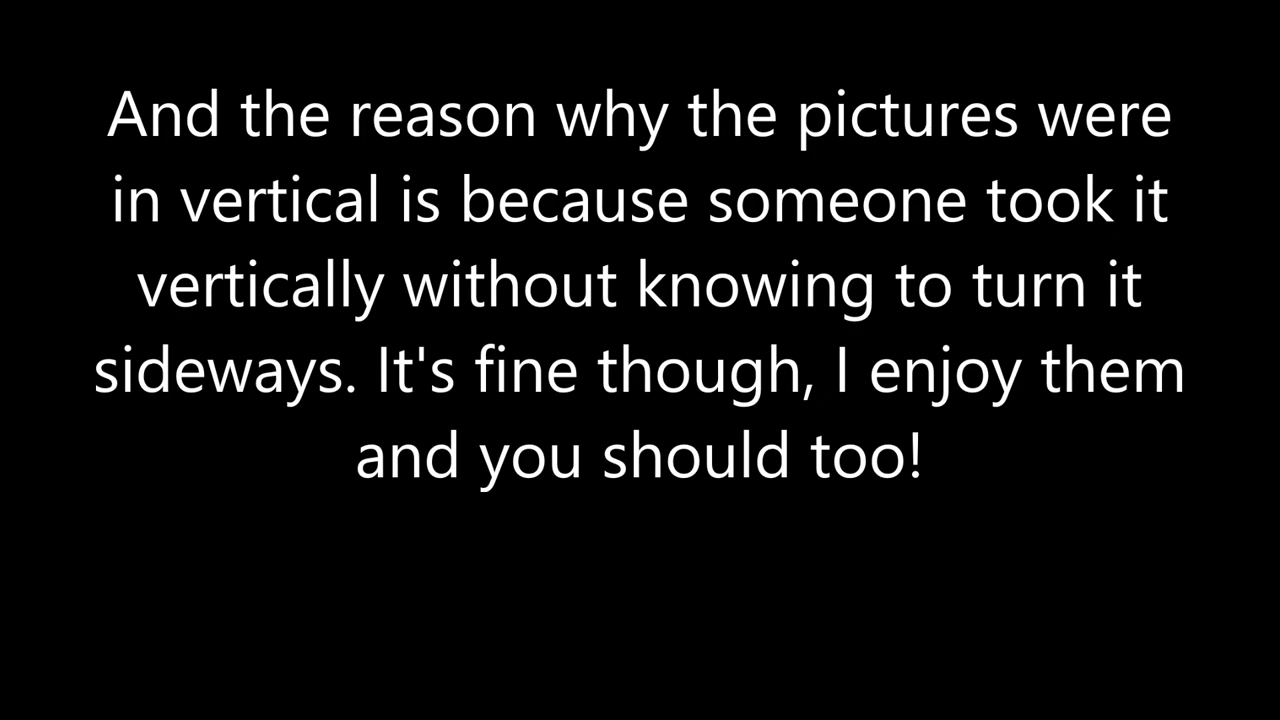 And the reason why the pictures were
in vertical is because someone took it
vertically without knowing to turn it
sideways. It's fine though, I enjoy them
and you should too!